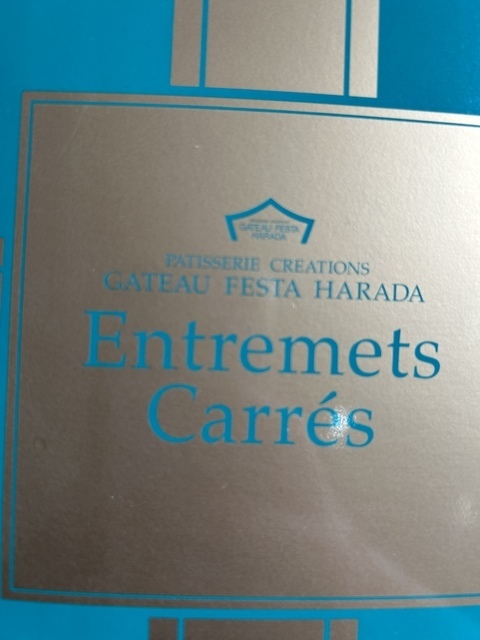 GATEAU FESTA
HARADA
PATISSERIE CREATIONS
GATEAU FESTA HARADA
Entremets
Carrés